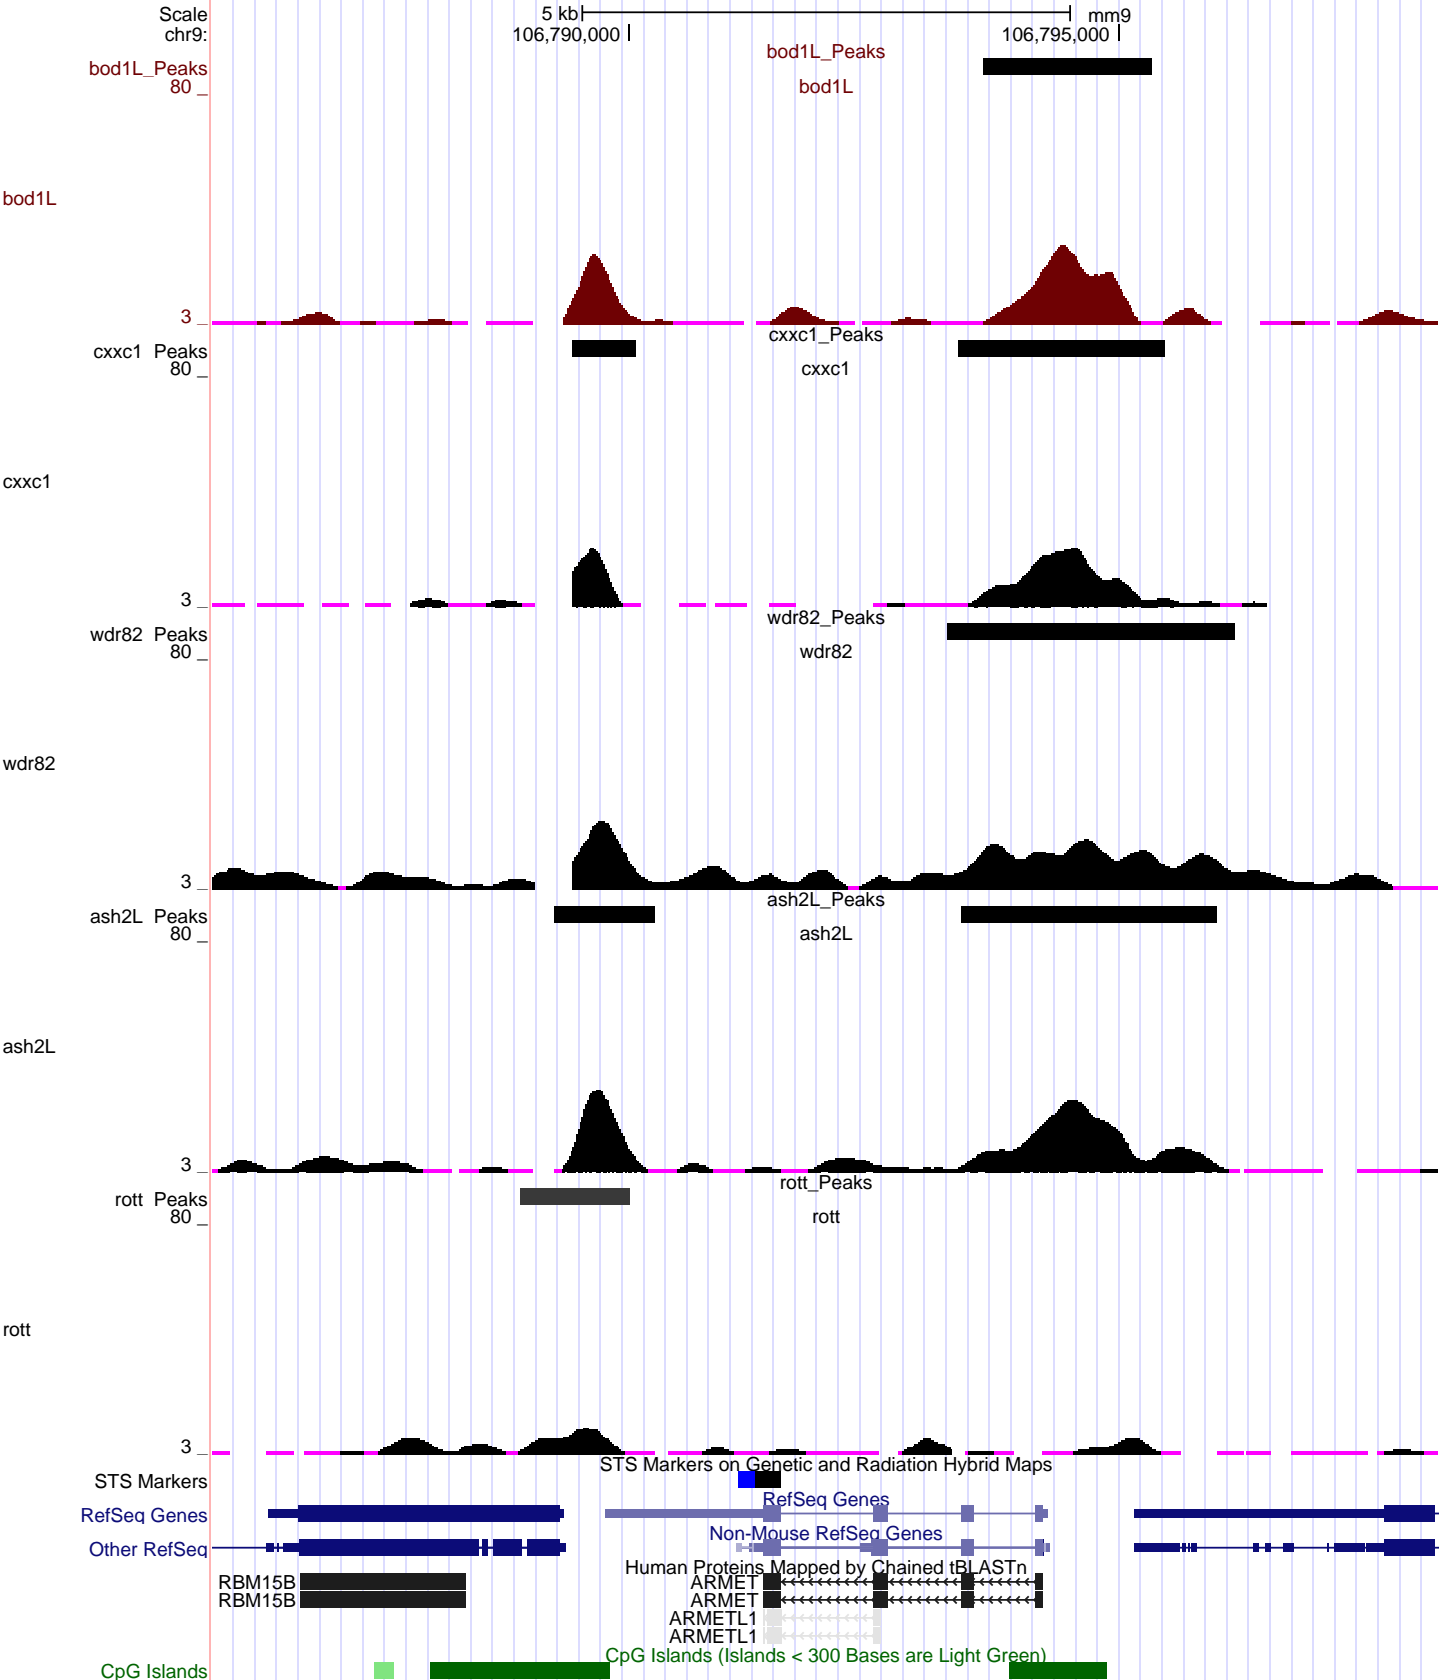 Scale 5 kb mm9
chr9: 106,790,000 106,795,000
bod1L_Peaks
bod1L_Peaks
80 _ bod1L
bod1L
3 _
cxxc1_Peaks
cxxc1 Peaks
80 _ cxxc1
cxxc1
3 _
wdr82_Peaks
wdr82 Peaks
80 _ wdr82
wdr82
3 _
ash2L_Peaks
ash2L Peaks
80 _ ash2L
ash2L
3 _
rott_Peaks
rott Peaks
80 _ rott
rott
3 _
STS Markers on Genetic and Radiation Hybrid Maps
STS Markers
RefSeq Genes
RefSeq Genes
Non-Mouse RefSeq Genes
Other RefSeq
Human Proteins Mapped by Chained tBLASTn
RBM15B ARMET
RBM15B ARMET
ARMETL1
ARMETL1
CpG Islands (Islands < 300 Bases are Light Green)
CpG Islands